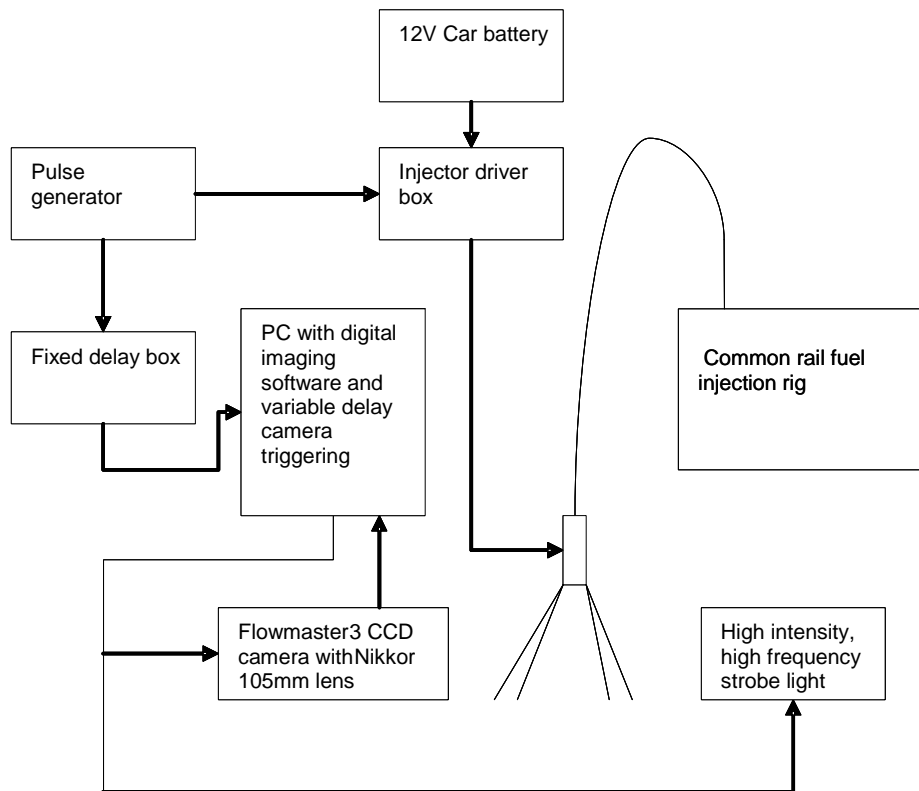 12V Car battery
Pulse
generator
Injector driver
box
Fixed delay box
PC with digital
imaging
software and
variable delay
camera
triggering
Common rail fuel
injection rig
Flowmaster3 CCD
camera withNikkor
105mm lens
High intensity,
high frequency
strobe light